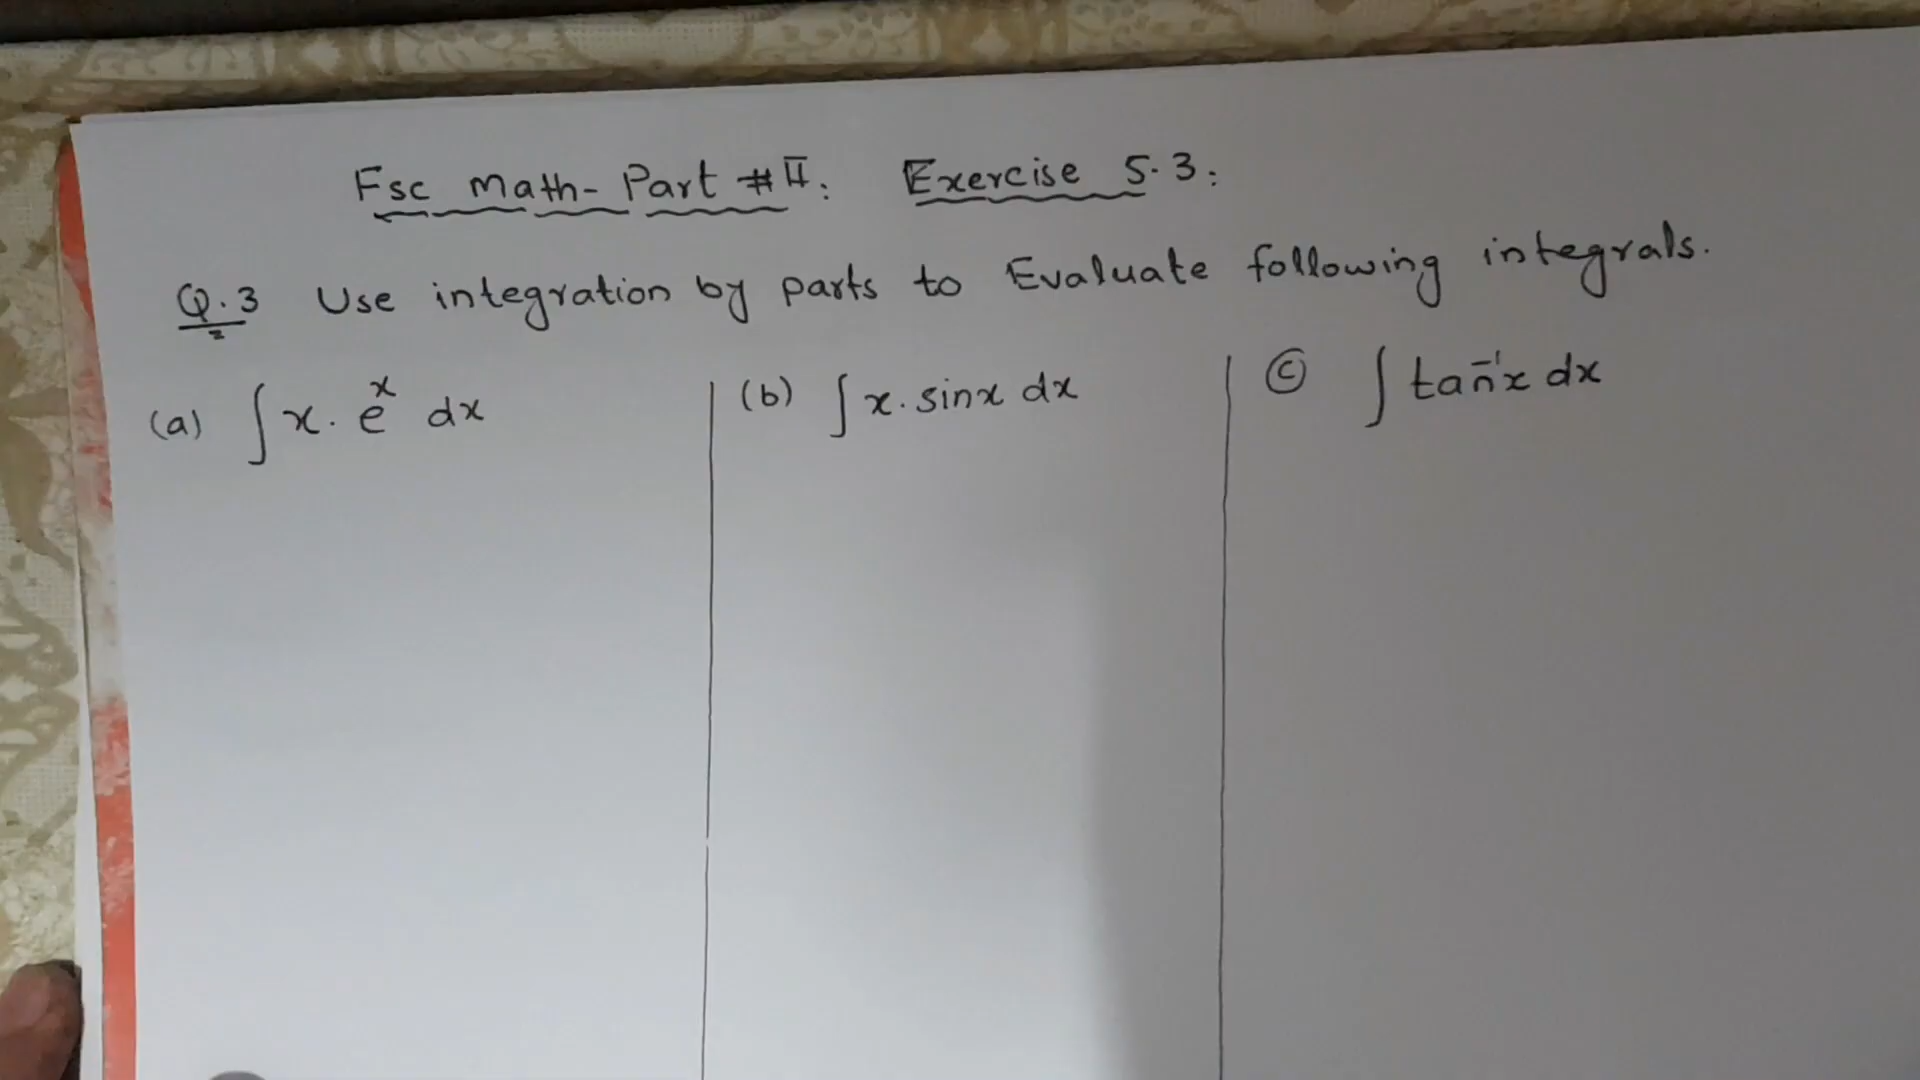 Fsc Math- Part #II: Exercise 5.3:
Q.3 Use integration by parts to Evaluate following integrals.
(a) ∫ x. eˣ dx (b) ∫ x. sinx dx © ∫ tan⁻¹x dx